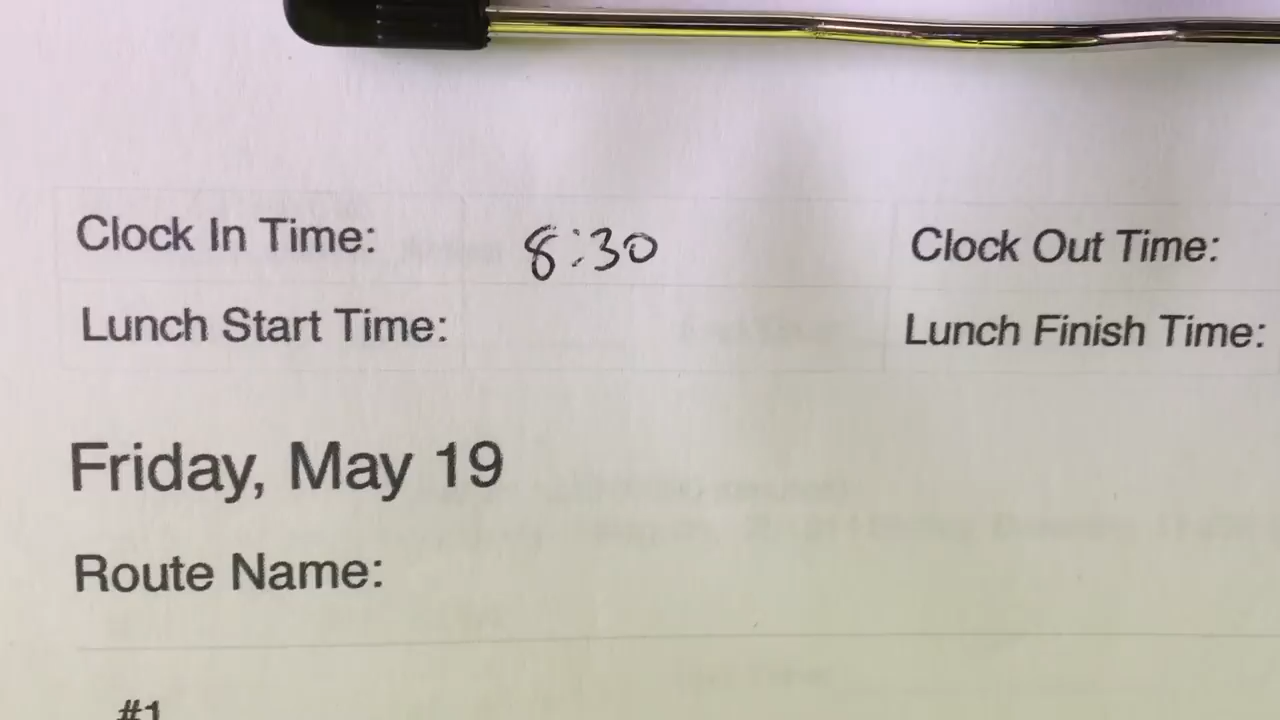 Clock In Time: 8:30 Clock Out Time:
Lunch Start Time: Lunch Finish Time:
Friday, May 19
Route Name:
#1